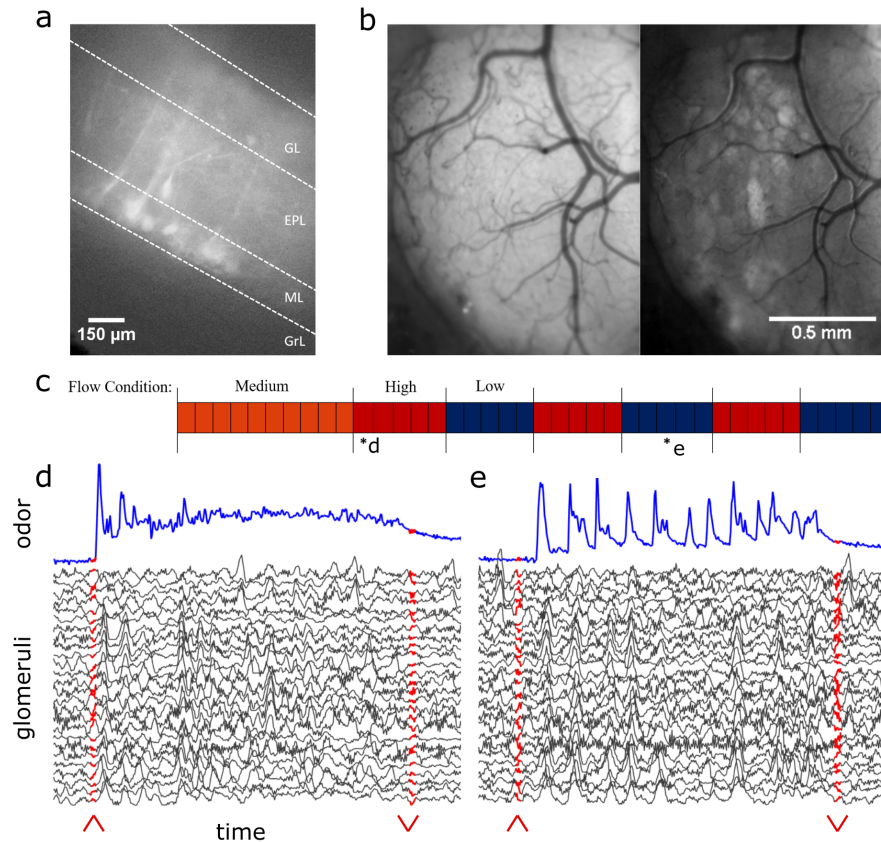 a
b
GL
EPL
ML
GrL
150 µm
0.5 mm
c
Flow Condition:
Medium
High
Low
*d
*e
d
e
odor
glomeruli
time